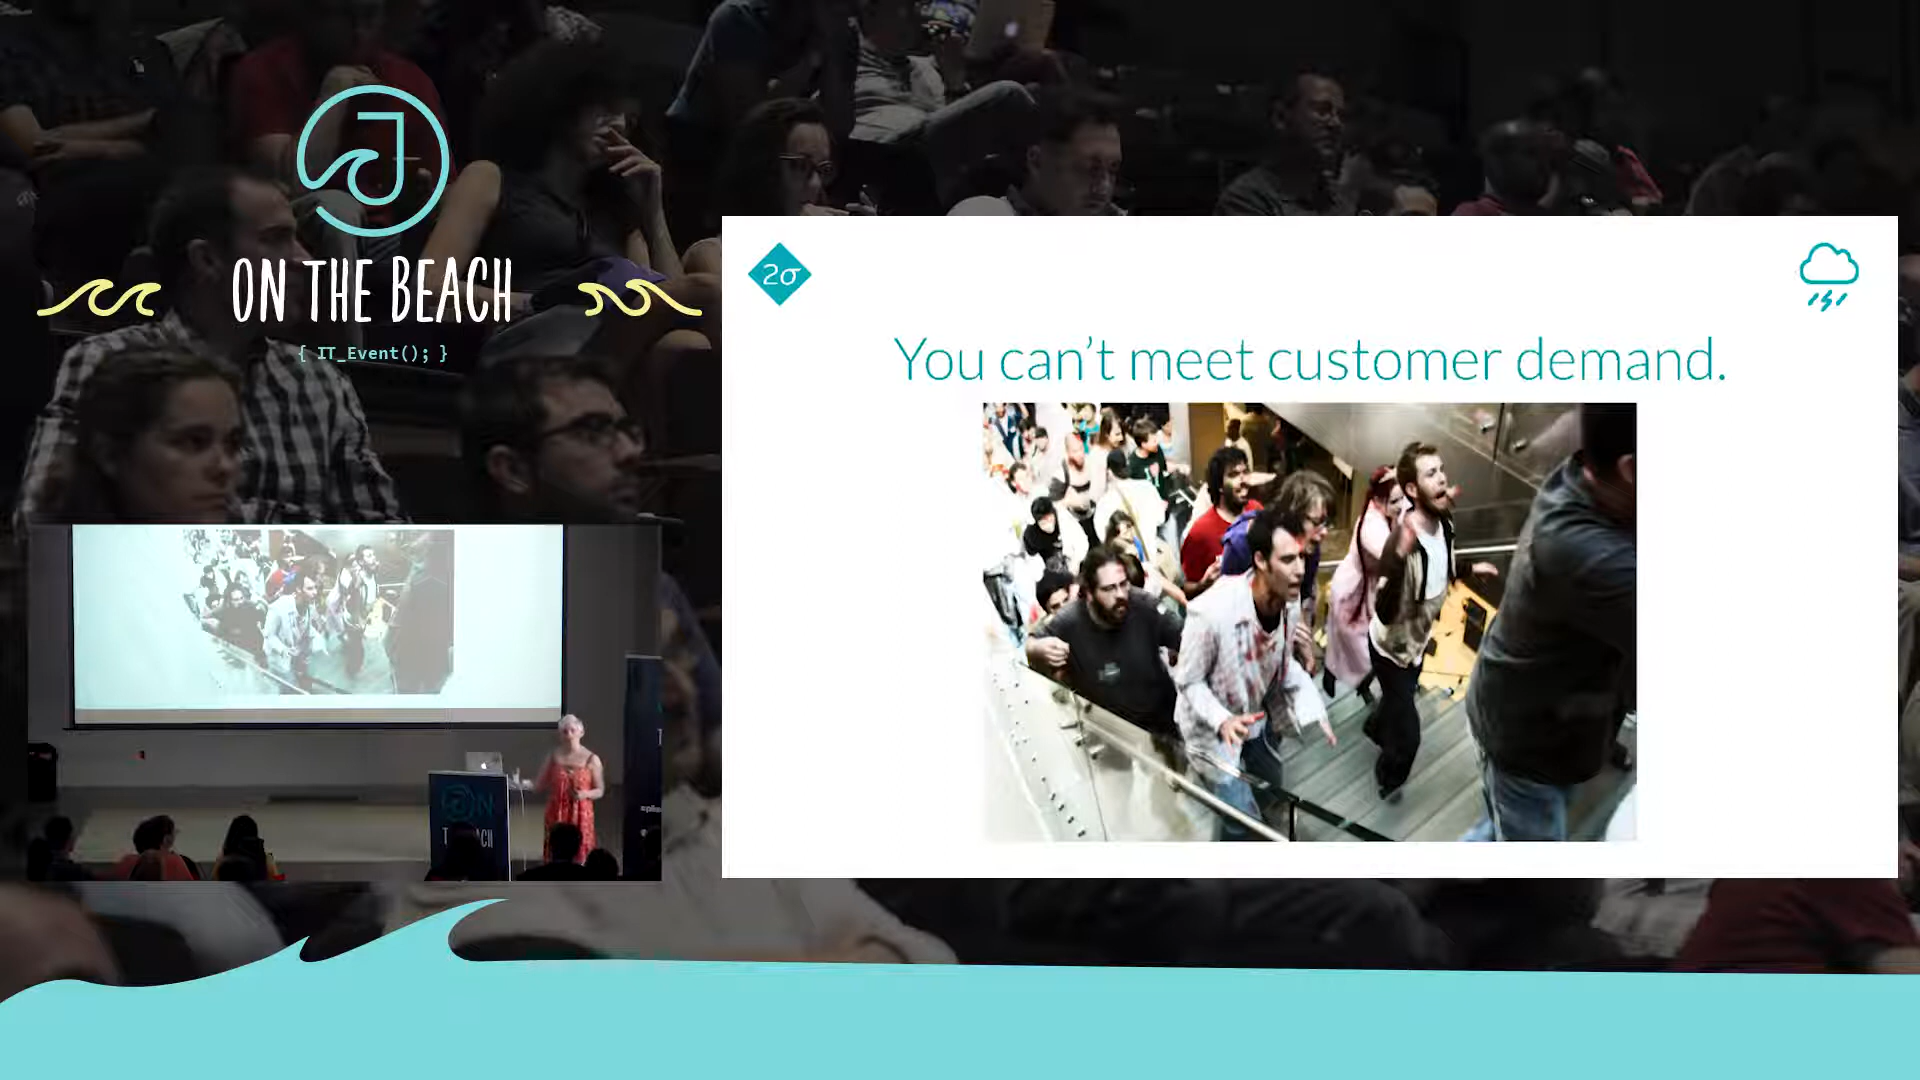 J
ON THE BEACH
{ IT_Event(); }
2σ
You can't meet customer demand.